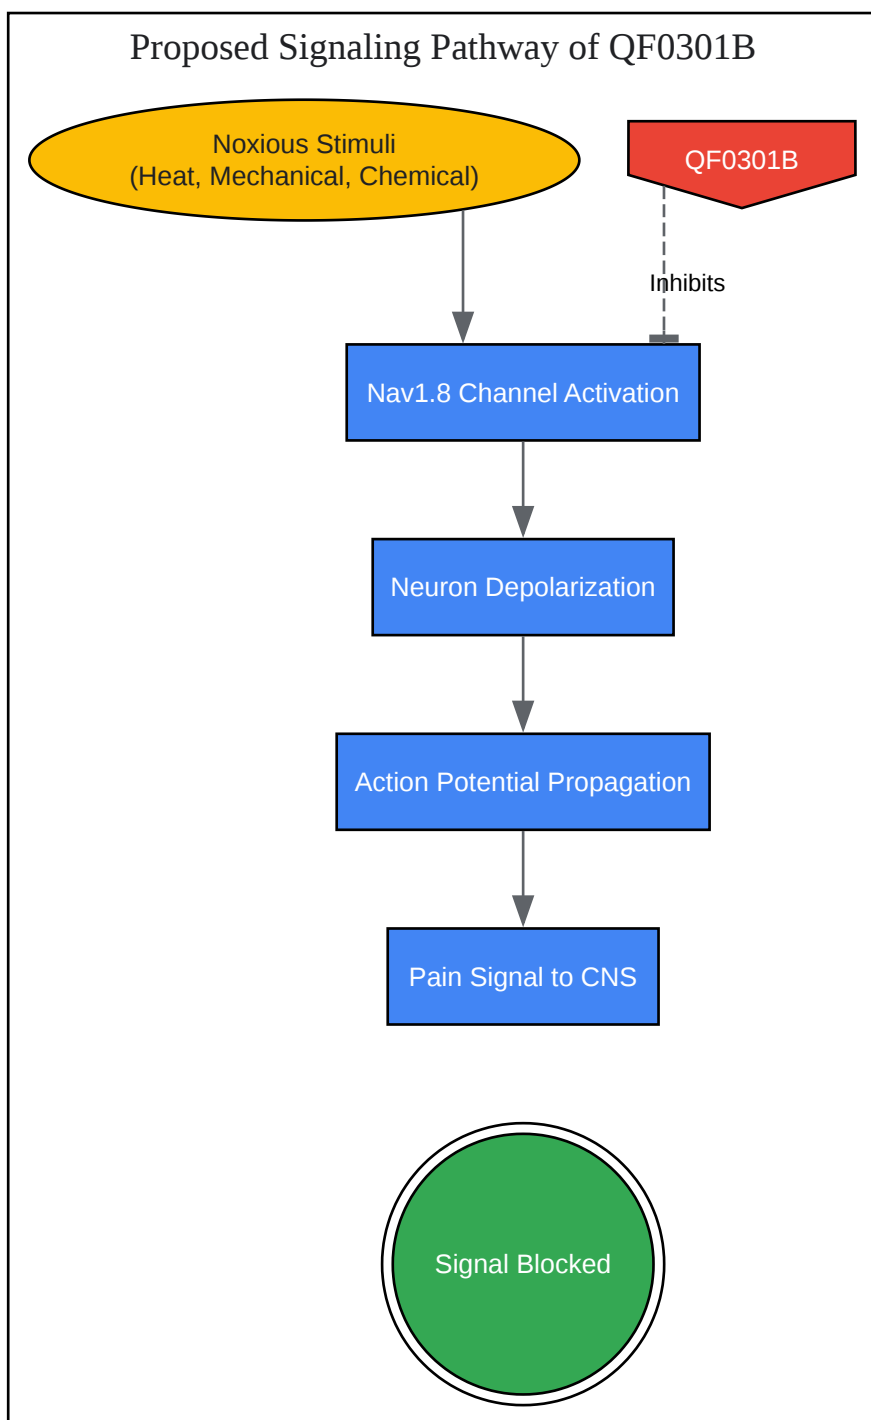 Proposed Signaling Pathway of QF0301B
Noxious Stimuli
(Heat, Mechanical, Chemical)
QF0301B
Inhibits
Nav1.8 Channel Activation
Neuron Depolarization
Action Potential Propagation
Pain Signal to CNS
Signal Blocked